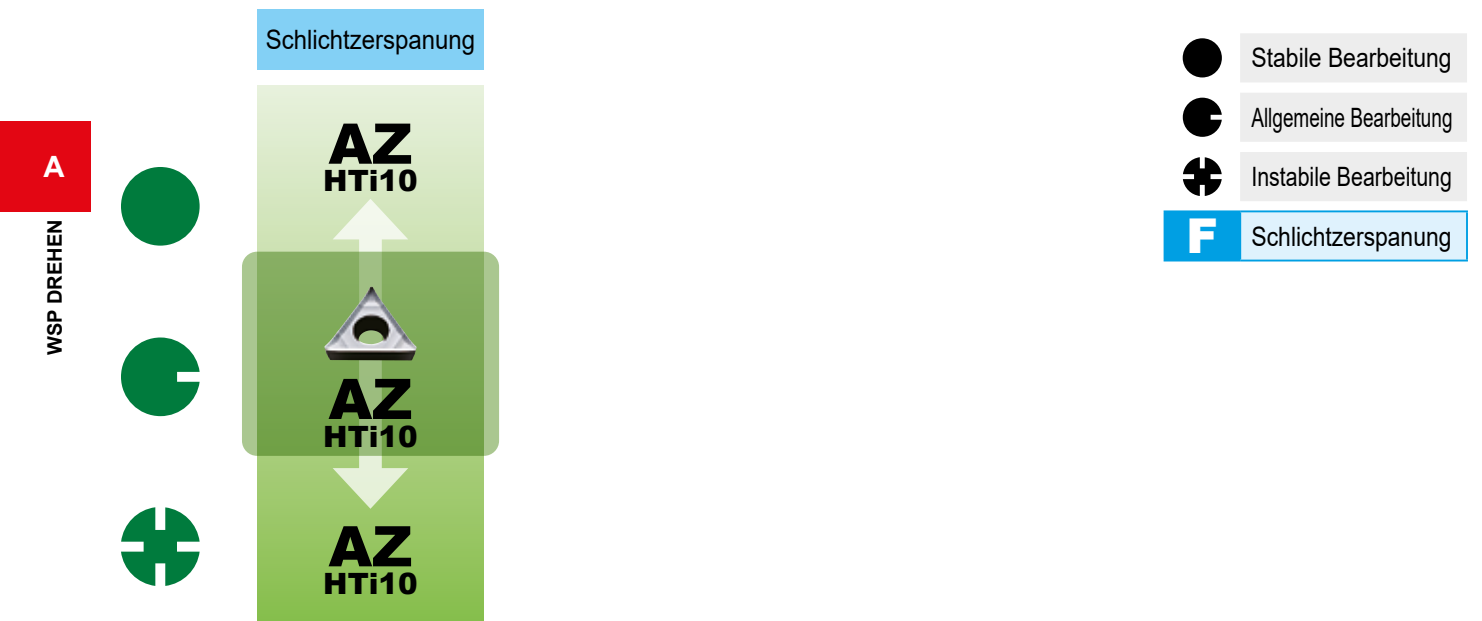 Schlichtzerspanung
A
WSP DREHEN
AZ
HTi10
AZ
HTi10
AZ
HTi10
Stabile Bearbeitung
Allgemeine Bearbeitung
Instabile Bearbeitung
F Schlichtzerspanung